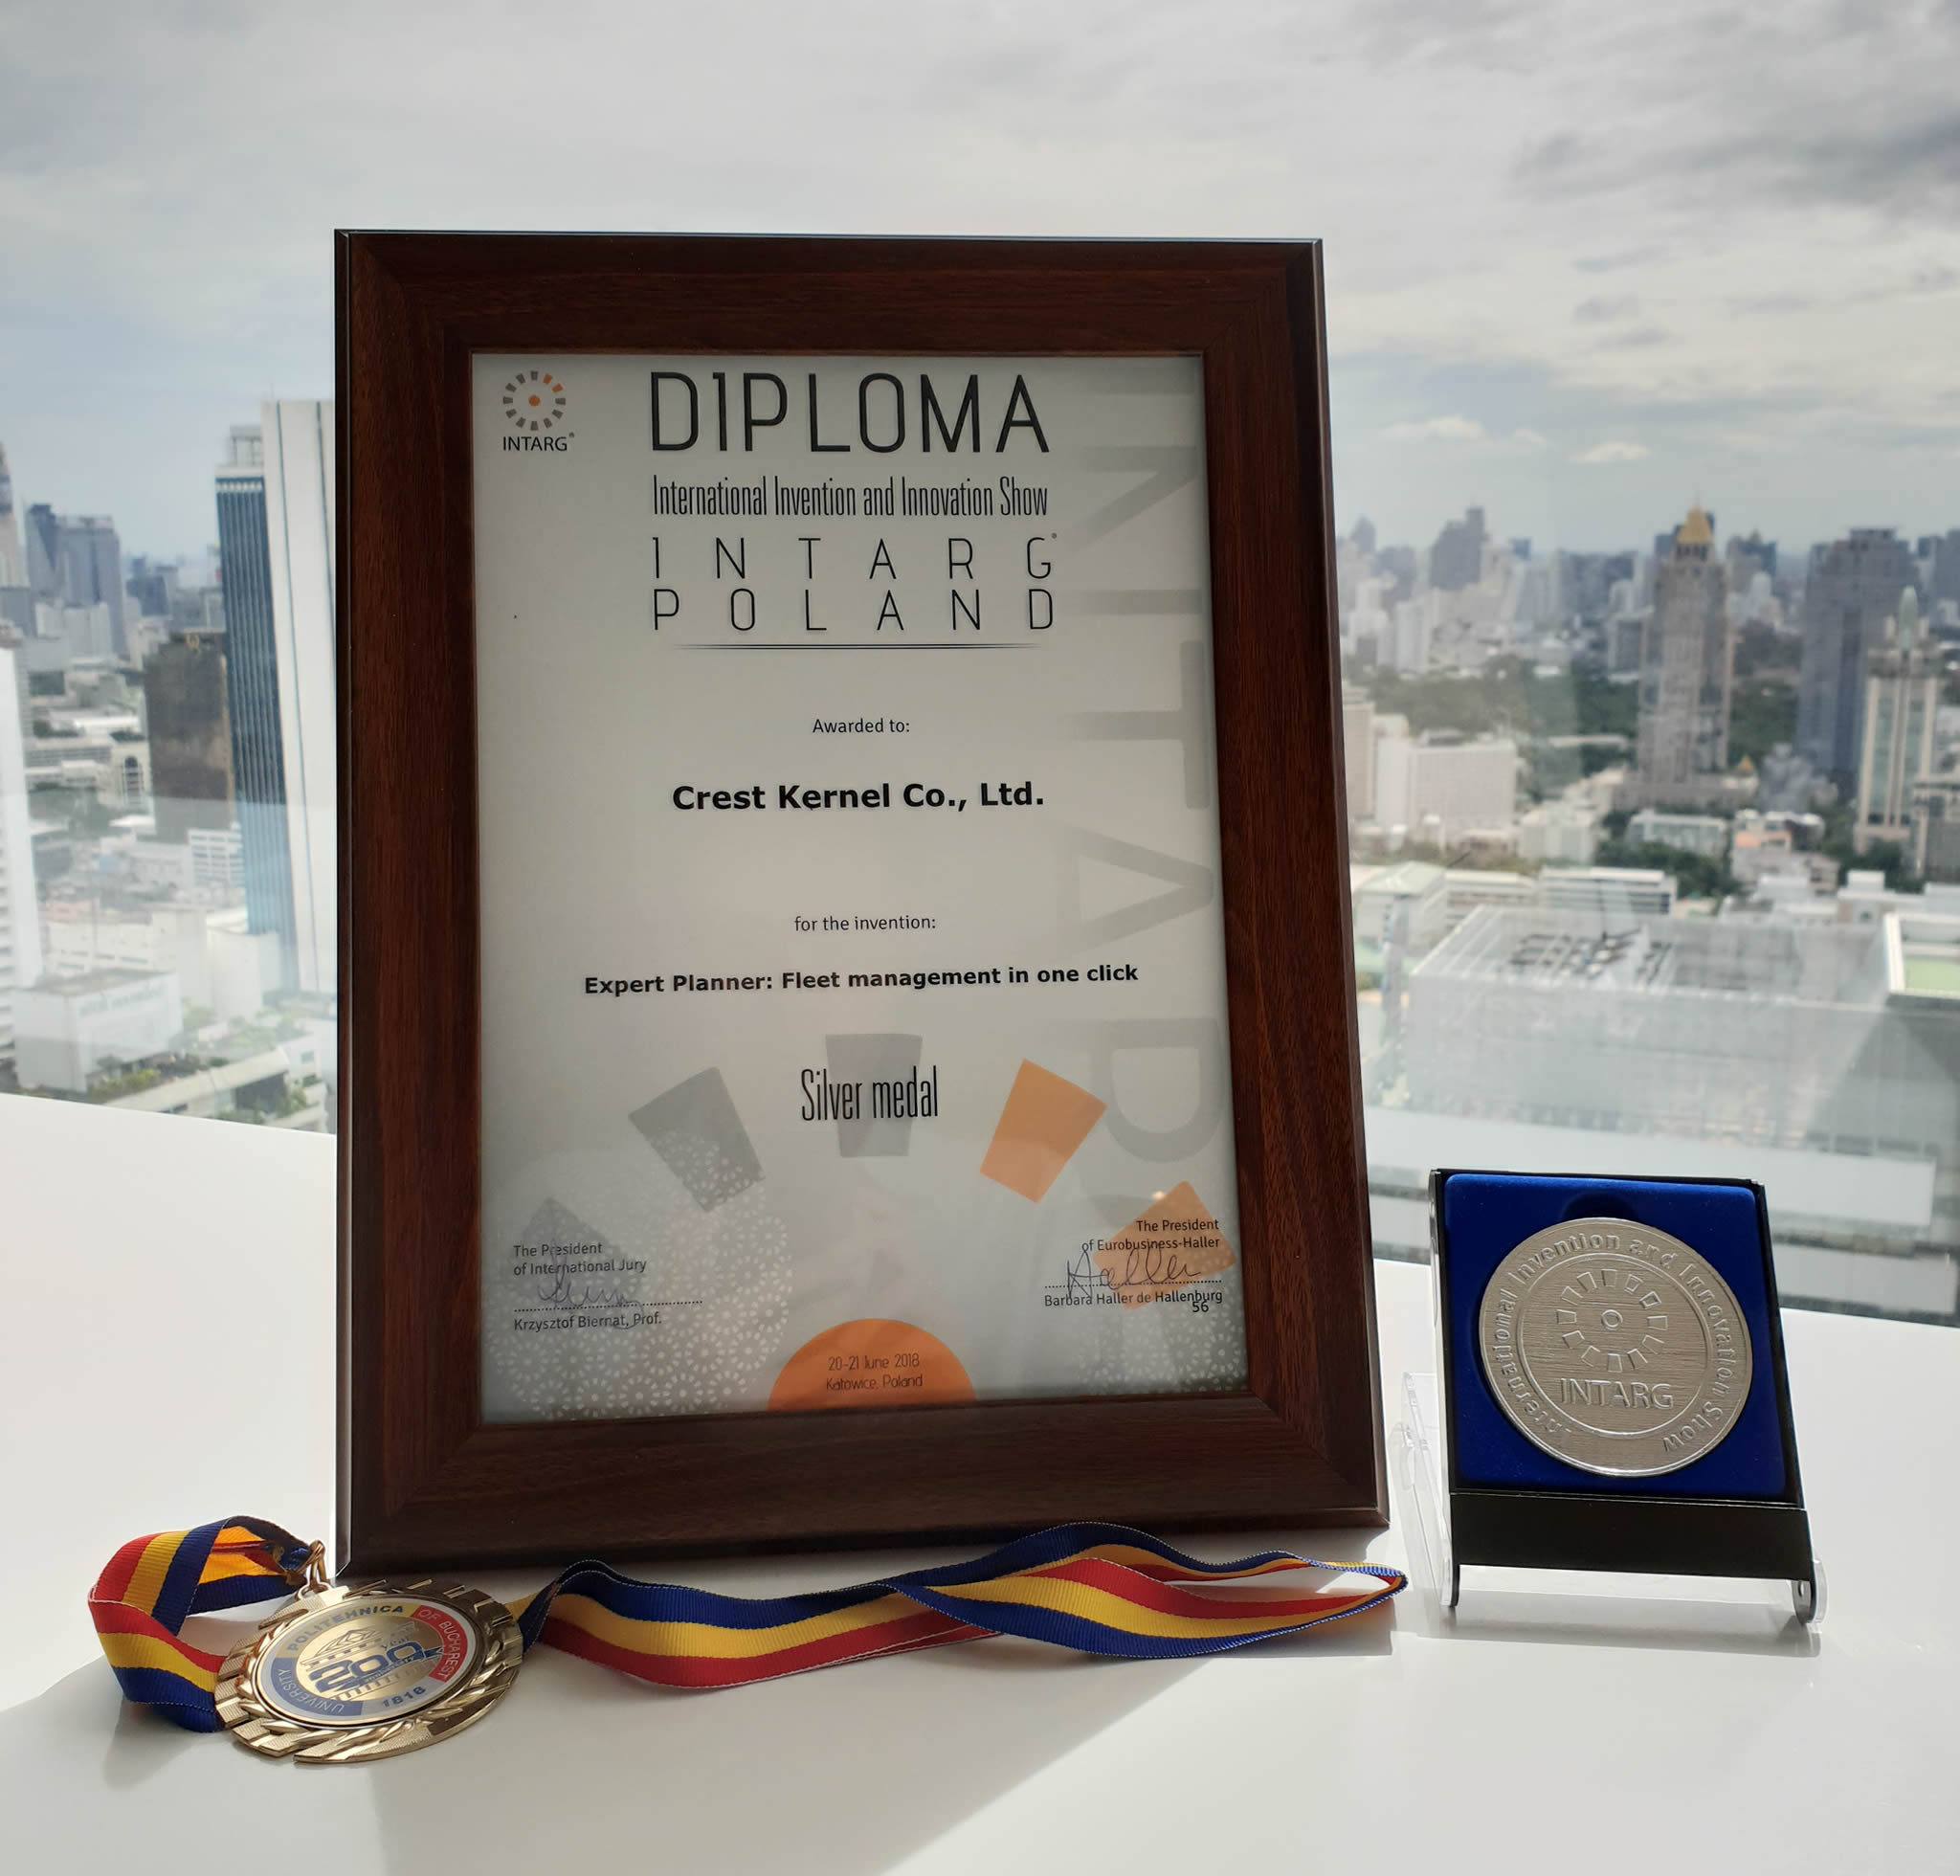 INTARG®
DIPLOMA
International Invention and Innovation Show
INTARG®
POLAND
Awarded to:
Crest Kernel Co., Ltd.
for the invention:
Expert Planner: Fleet management in one click
Silver medal
The President
of International Jury
Krzysztof Biernat, Prof.
The President
of Eurobusiness-Haller
Barbara Haller de Hallenburg
56
20-21 June 2018
Katowice, Poland
INTARG
International Invention and Innovation Show
INTARG
UNIVERSITY POLITEHNICA OF BUCHAREST
200
Years
1818